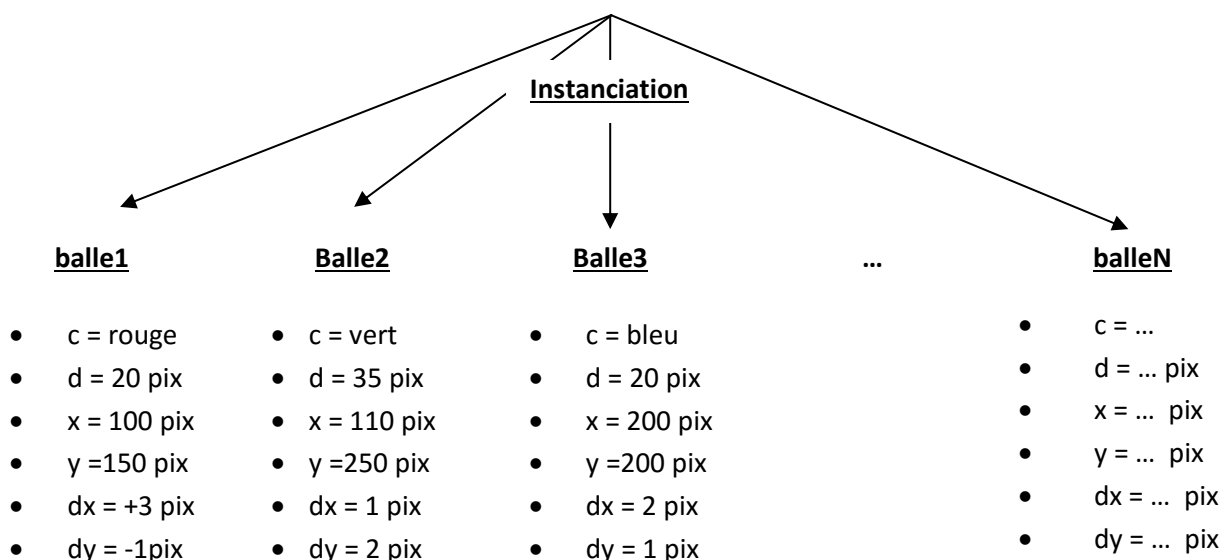 Instanciation
balle1
• c = rouge
• d = 20 pix
• x = 100 pix
• y =150 pix
• dx = +3 pix
• dy = -1pix
Balle2
• c = vert
• d = 35 pix
• x = 110 pix
• y =250 pix
• dx = 1 pix
• dy = 2 pix
Balle3
• c = bleu
• d = 20 pix
• x = 200 pix
• y =200 pix
• dx = 2 pix
• dy = 1 pix
…
balleN
• c = …
• d = … pix
• x = … pix
• y = … pix
• dx = … pix
• dy = … pix